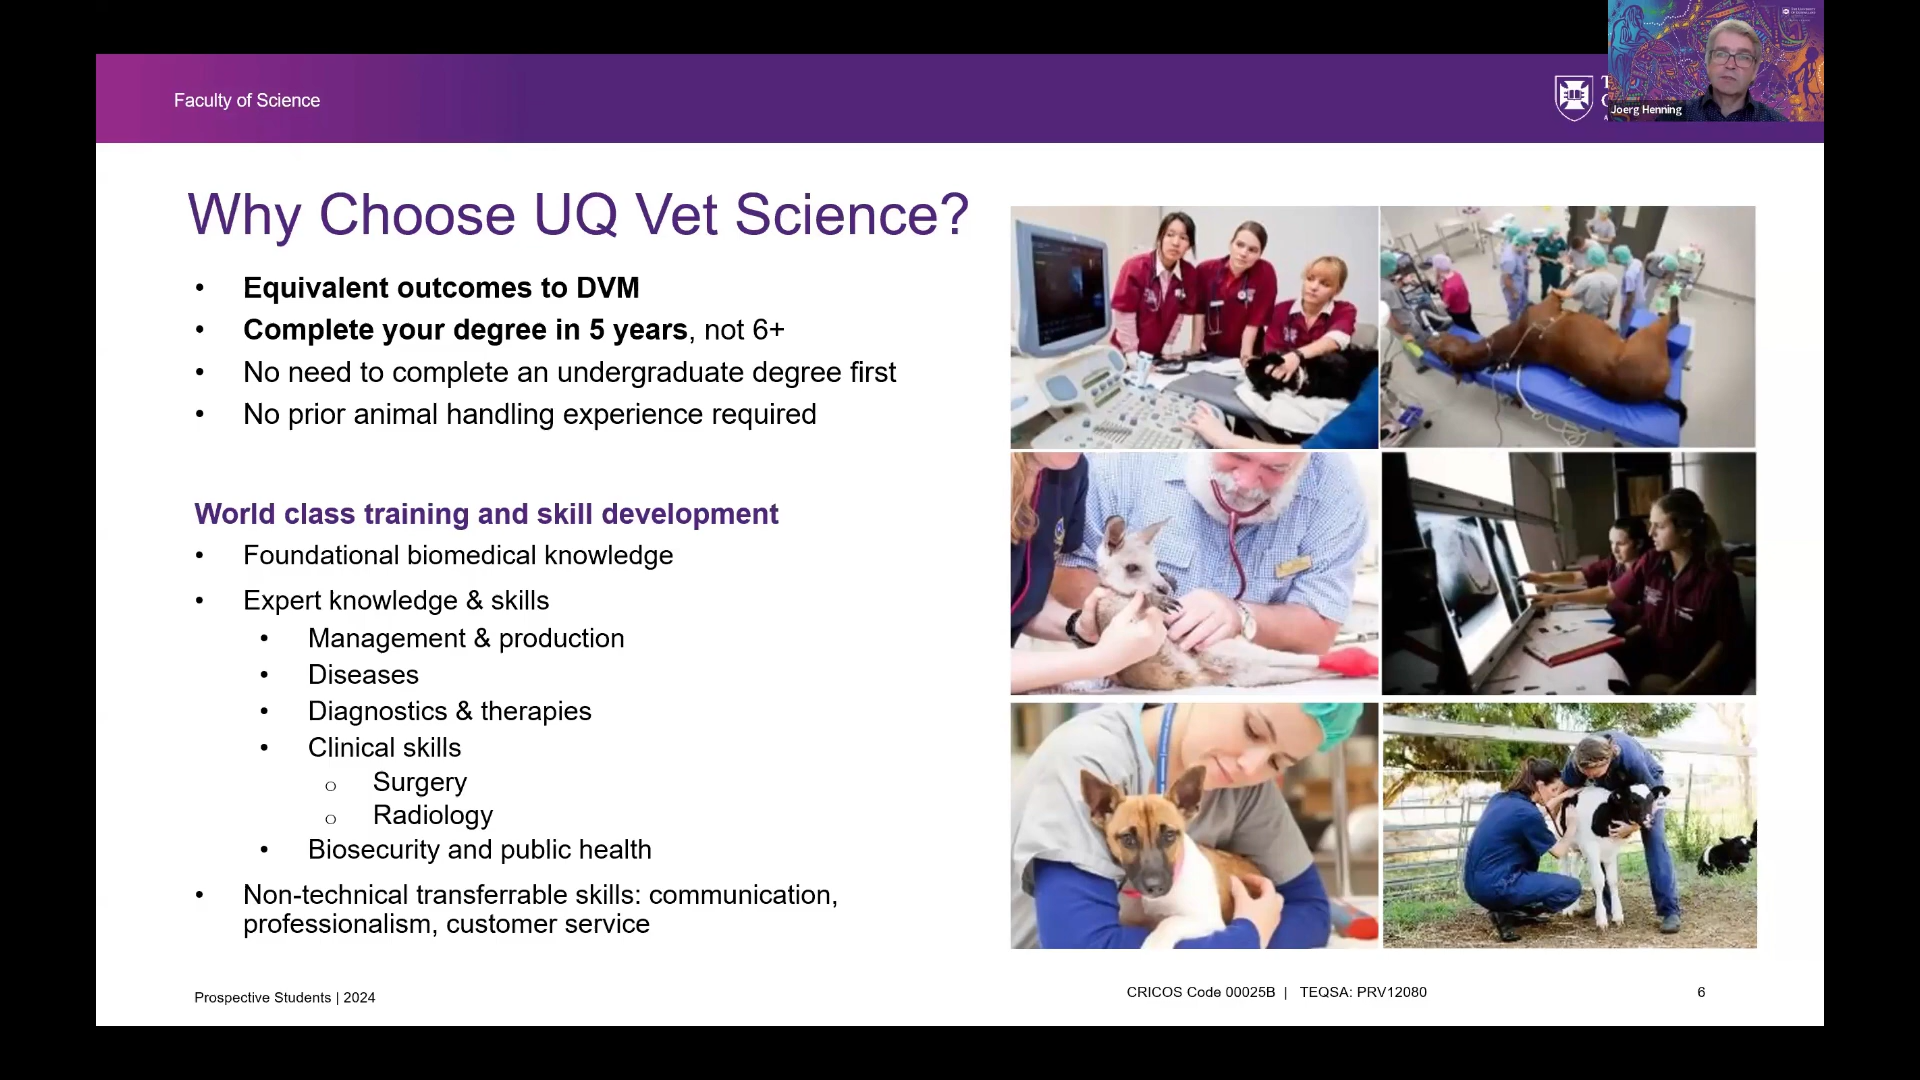 Faculty of Science
Joerg Henning
Why Choose UQ Vet Science?
• Equivalent outcomes to DVM
• Complete your degree in 5 years, not 6+
• No need to complete an undergraduate degree first
• No prior animal handling experience required
World class training and skill development
• Foundational biomedical knowledge
• Expert knowledge & skills
• Management & production
• Diseases
• Diagnostics & therapies
• Clinical skills
o Surgery
o Radiology
• Biosecurity and public health
• Non-technical transferrable skills: communication,
professionalism, customer service
Prospective Students | 2024
CRICOS Code 00025B | TEQSA: PRV12080
6